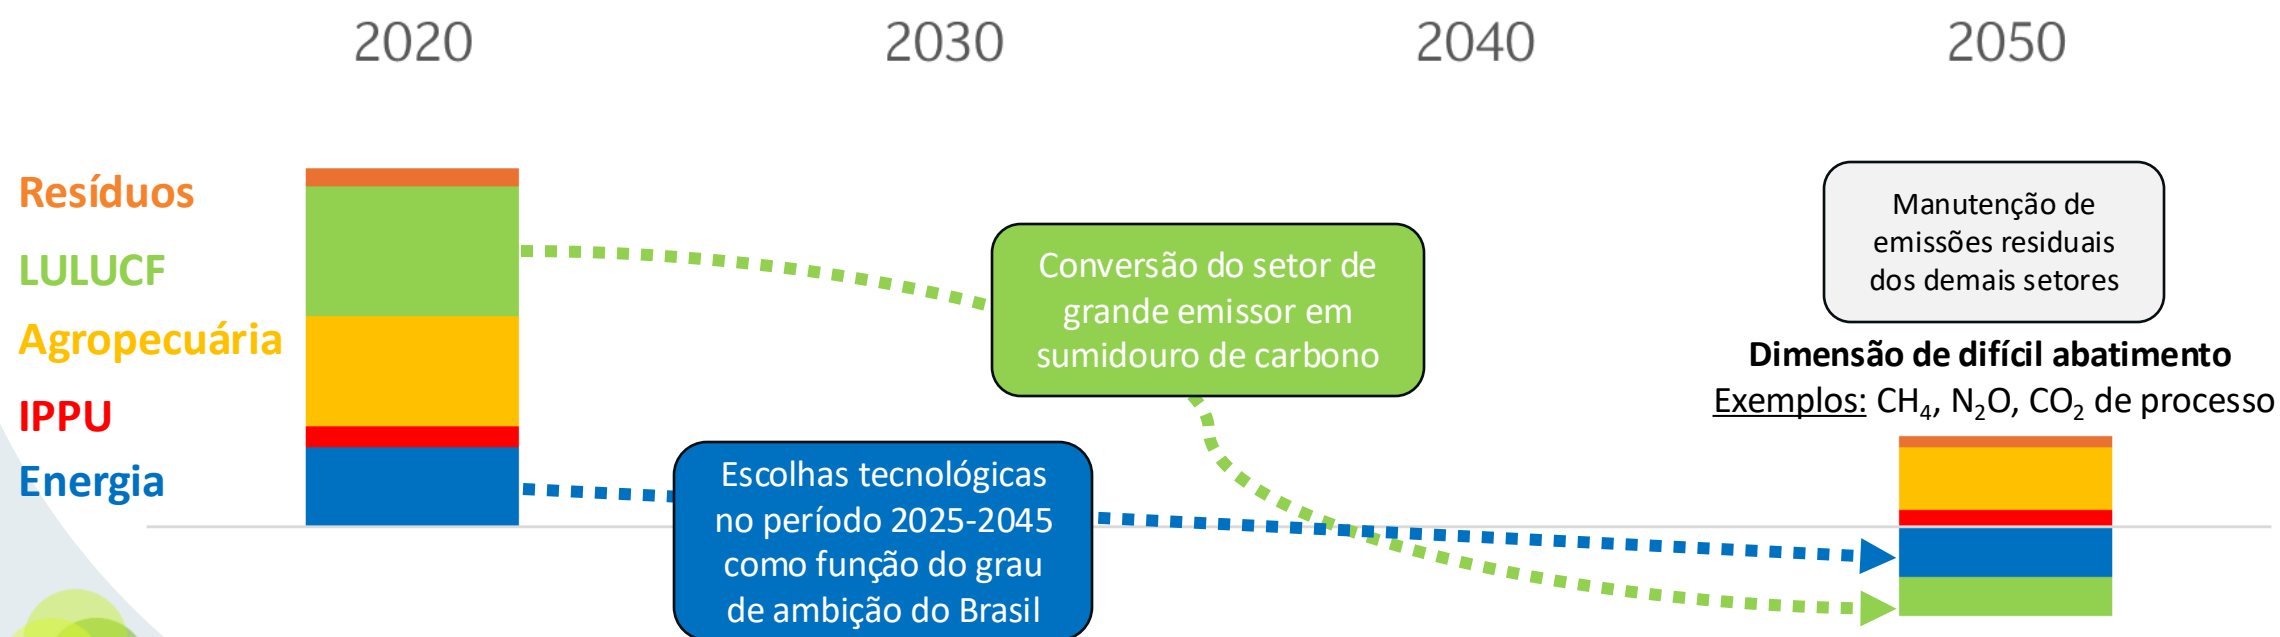 2020
2030
2040
2050
Resíduos
LULUCF
Agropecuária
IPPU
Energia
Conversão do setor de
grande emissor em
sumidouro de carbono
Escolhas tecnológicas
no período 2025-2045
como função do grau
de ambição do Brasil
Manutenção de
emissões residuais
dos demais setores
Dimensão de difícil abatimento
Exemplos: CH₄, N₂O, CO₂ de processo